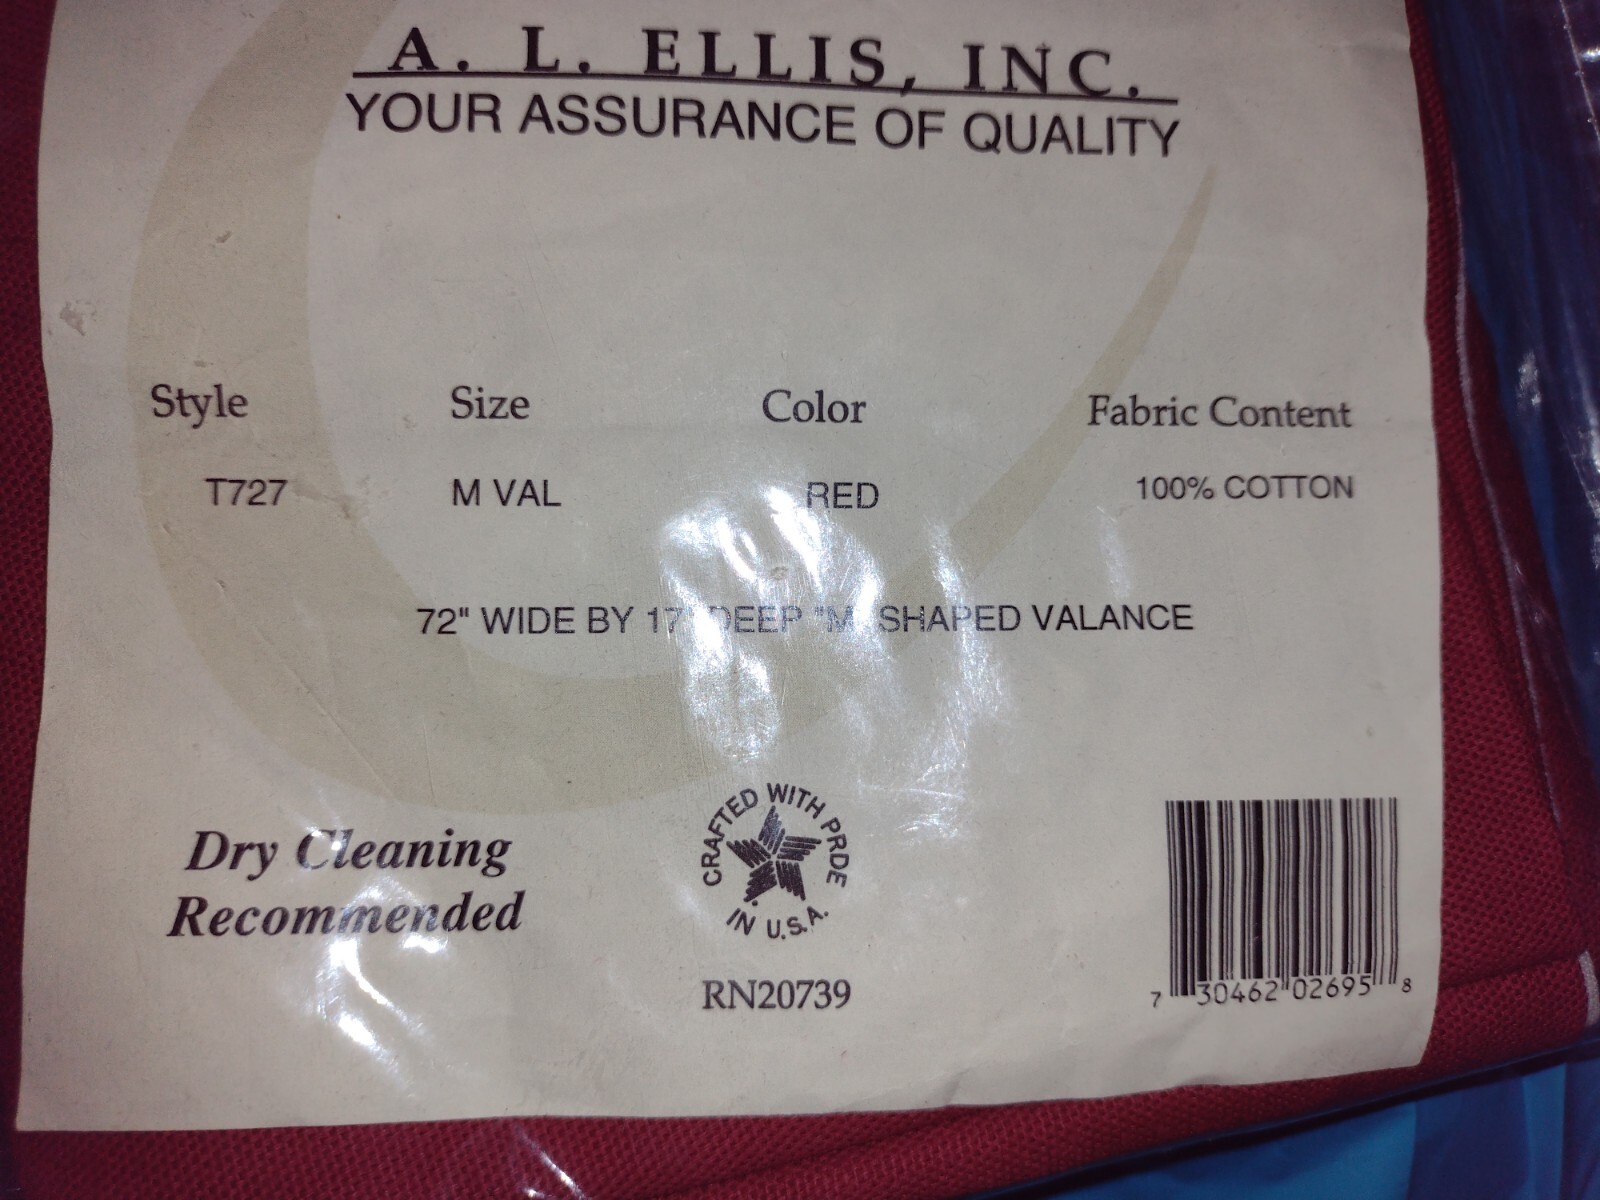 A. L. ELLIS, INC.
YOUR ASSURANCE OF QUALITY
Style Size Color Fabric Content
T727 M VAL RED 100% COTTON
72" WIDE BY 17" DEEP "M" SHAPED VALANCE
Dry Cleaning
Recommended
CRAFTED WITH PRDE
IN U.S.A.
RN20739
7 30462 02695 8